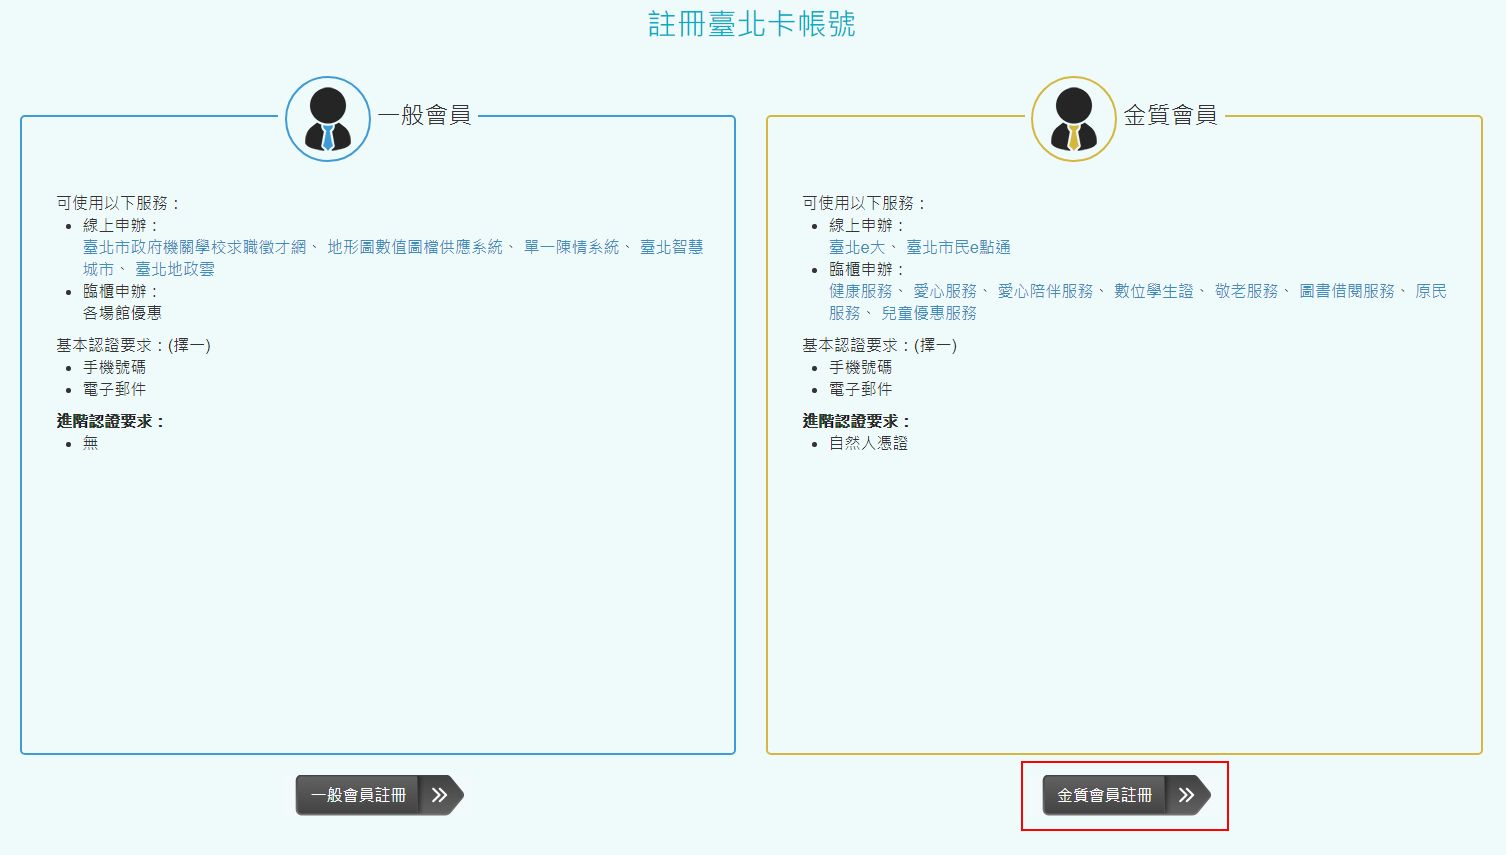 註冊臺北卡帳號
一般會員
可使用以下服務：
線上申辦：
臺北市政府機關學校求職徵才網、 地形圖數值圖檔供應系統、 單一陳情系統、 臺北智慧
城市、 臺北地政雲
臨櫃申辦：
各場館優惠
基本認證要求：(擇一)
手機號碼
電子郵件
進階認證要求：
無
一般會員註冊
金質會員
可使用以下服務：
線上申辦：
臺北e大、 臺北市民e點通
臨櫃申辦：
健康服務、 愛心服務、 愛心陪伴服務、 數位學生證、 敬老服務、 圖書借閱服務、 原民
服務、 兒童優惠服務
基本認證要求：(擇一)
手機號碼
電子郵件
進階認證要求：
自然人憑證
金質會員註冊